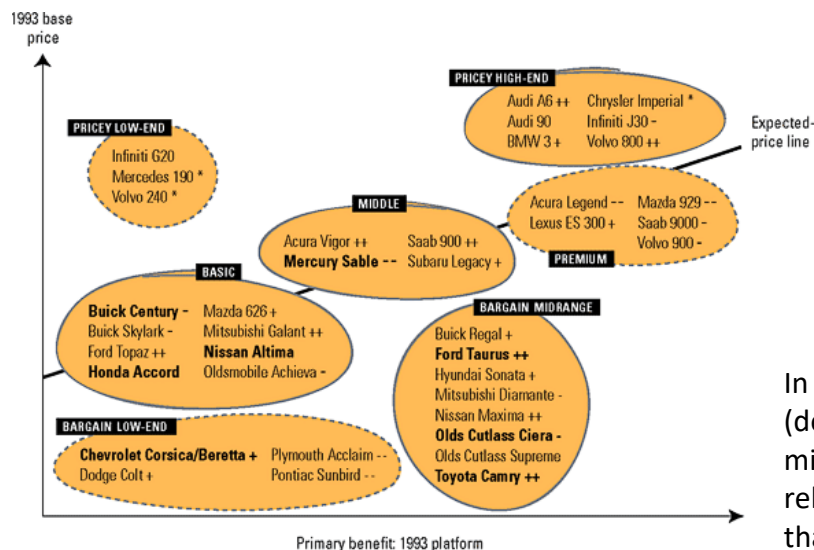 1993 base
price
PRICEY HIGH-END
Audi A6 ++ Chrysler Imperial *
Audi 90 Infiniti J30 -
BMW 3 + Volvo 800 ++
Expected-
price line
PRICEY LOW-END
Infiniti G20
Mercedes 190 *
Volvo 240 *
MIDDLE
Acura Vigor ++ Saab 900 ++
Mercury Sable -- Subaru Legacy +
Acura Legend -- Mazda 929 --
Lexus ES 300 + Saab 9000 -
Volvo 900 -
PREMIUM
BASIC
Buick Century - Mazda 626 +
Buick Skylark - Mitsubishi Galant ++
Ford Topaz ++ Nissan Altima
Honda Accord Oldsmobile Achieva -
BARGAIN MIDRANGE
Buick Regal +
Ford Taurus ++
Hyundai Sonata +
Mitsubishi Diamante -
Nissan Maxima ++
Olds Cutlass Ciera -
Olds Cutlass Supreme
Toyota Camry ++
BARGAIN LOW-END
Chevrolet Corsica/Beretta + Plymouth Acclaim --
Dodge Colt + Pontiac Sunbird --
Primary benefit: 1993 platform
In